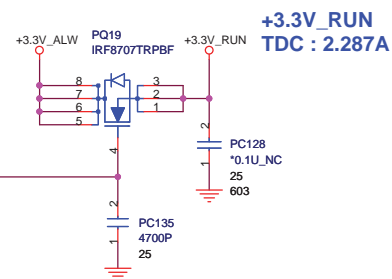 +3.3V_RUN
TDC : 2.287A
+3.3V_ALW
PQ19
IRF8707TRPBF
+3.3V_RUN
8
7
6
5
3
2
1
4
2
1
PC128
*0.1U_NC
25
603
2
1
PC135
4700P
25